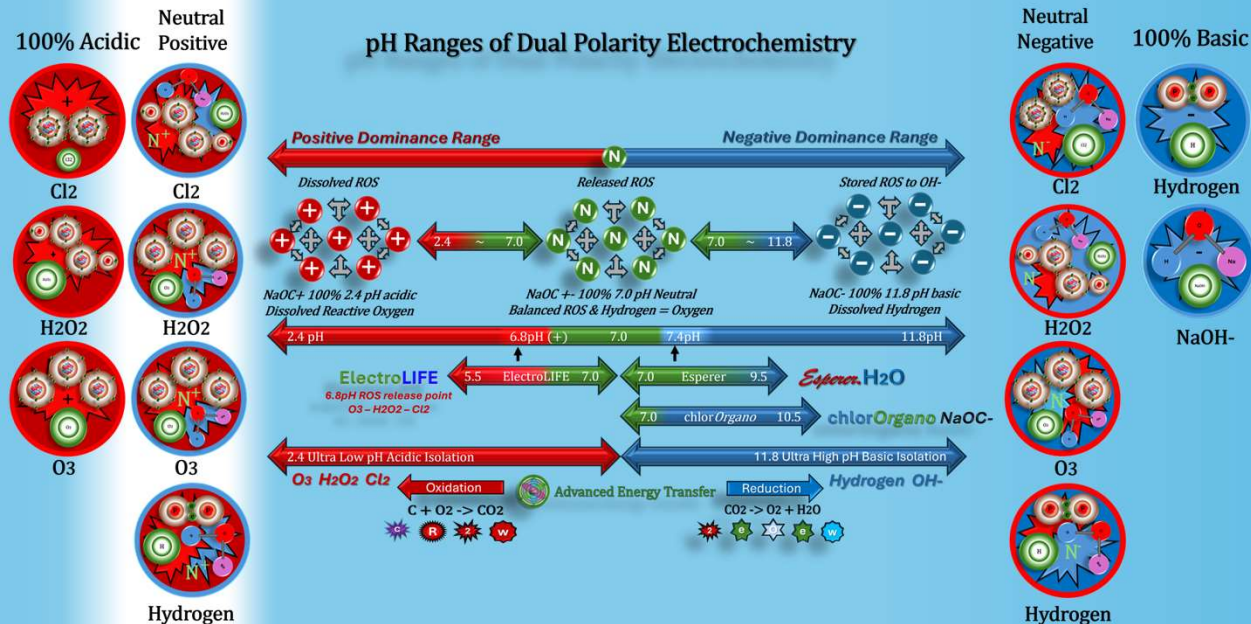 pH Ranges of Dual Polarity Electrochemistry
100% Acidic
Cl2
H2O2
O3
Neutral
Positive
N+
Cl2
N+
H2O2
N+
O3
N+
Hydrogen
Positive Dominance Range
N
Negative Dominance Range
Dissolved ROS
Released ROS
Stored ROS to OH-
N N
2.4 ~ 7.0
N N N
7.0 ~ 11.8
N N
NaOC+ 100% 2.4 pH acidic
Dissolved Reactive Oxygen
NaOC +- 100% 7.0 pH Neutral
Balanced ROS & Hydrogen = Oxygen
NaOC- 100% 11.8 pH basic
Dissolved Hydrogen
2.4 pH 6.8pH (+) 7.0 7.4pH 11.8pH
ElectroLIFE
6.8pH ROS release point
O3 – H2O2 – Cl2
5.5 ElectroLIFE 7.0
7.0 Esperer 9.5
Esperer.H2O
7.0 chlorOrgano 10.5
chlorOrgano NaOC-
2.4 Ultra Low pH Acidic Isolation
11.8 Ultra High pH Basic Isolation
O3 H2O2 Cl2
Oxidation
Advanced Energy Transfer
Reduction
Hydrogen OH-
C + O2 -> CO2
CO2 -> O2 + H2O
C R 2 w
2 e e w
Neutral
Negative
N-
Cl2
N-
H2O2
N-
O3
N-
Hydrogen
100% Basic
H
Hydrogen
O
H Na
NaOH
NaOH-